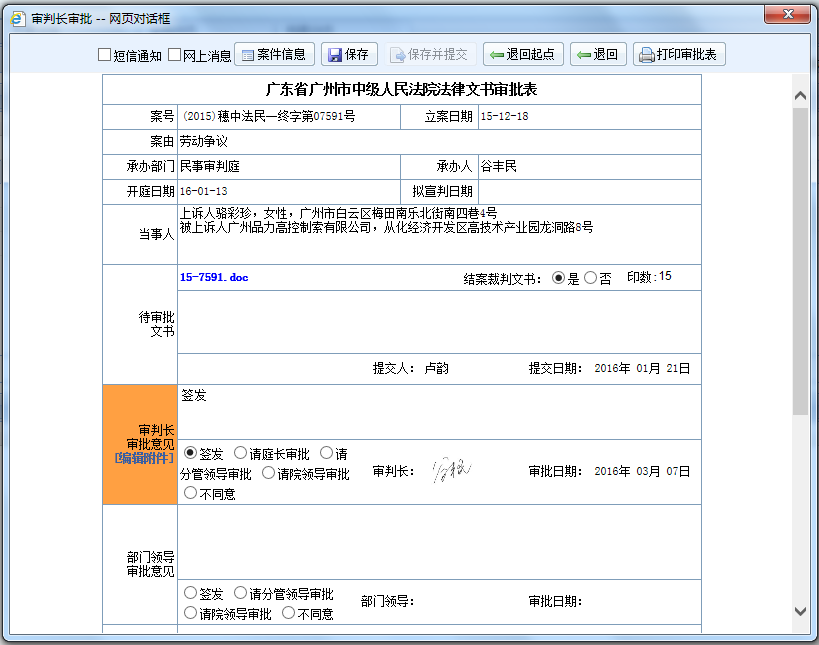 审判长审批 -- 网页对话框
短信通知 网上消息 案件信息 保存 保存并提交 退回起点 退回 打印审批表
广东省广州市中级人民法院法律文书审批表
案号 (2015)穗中法民一终字第07591号 立案日期 15-12-18
案由 劳动争议
承办部门 民事审判庭 承办人 谷丰民
开庭日期 16-01-13 拟宣判日期
当事人
上诉人骆彩珍，女性，广州市白云区梅田南乐北街南四巷4号
被上诉人广州品力高控制索有限公司，从化经济开发区高技术产业园龙洞路8号
15-7591.doc 结案裁判文书： 是 否 印数:15
待审批
文书
提交人： 卢韵 提交日期： 2016年 01月 21日
签发
审判长
审批意见
[编辑附件]
签发 请庭长审批 请
分管领导审批 请院领导审批
不同意
审判长： 审批日期： 2016年 03月 07日
部门领导
审批意见
签发 请分管领导审批
请院领导审批 不同意
部门领导： 审批日期：